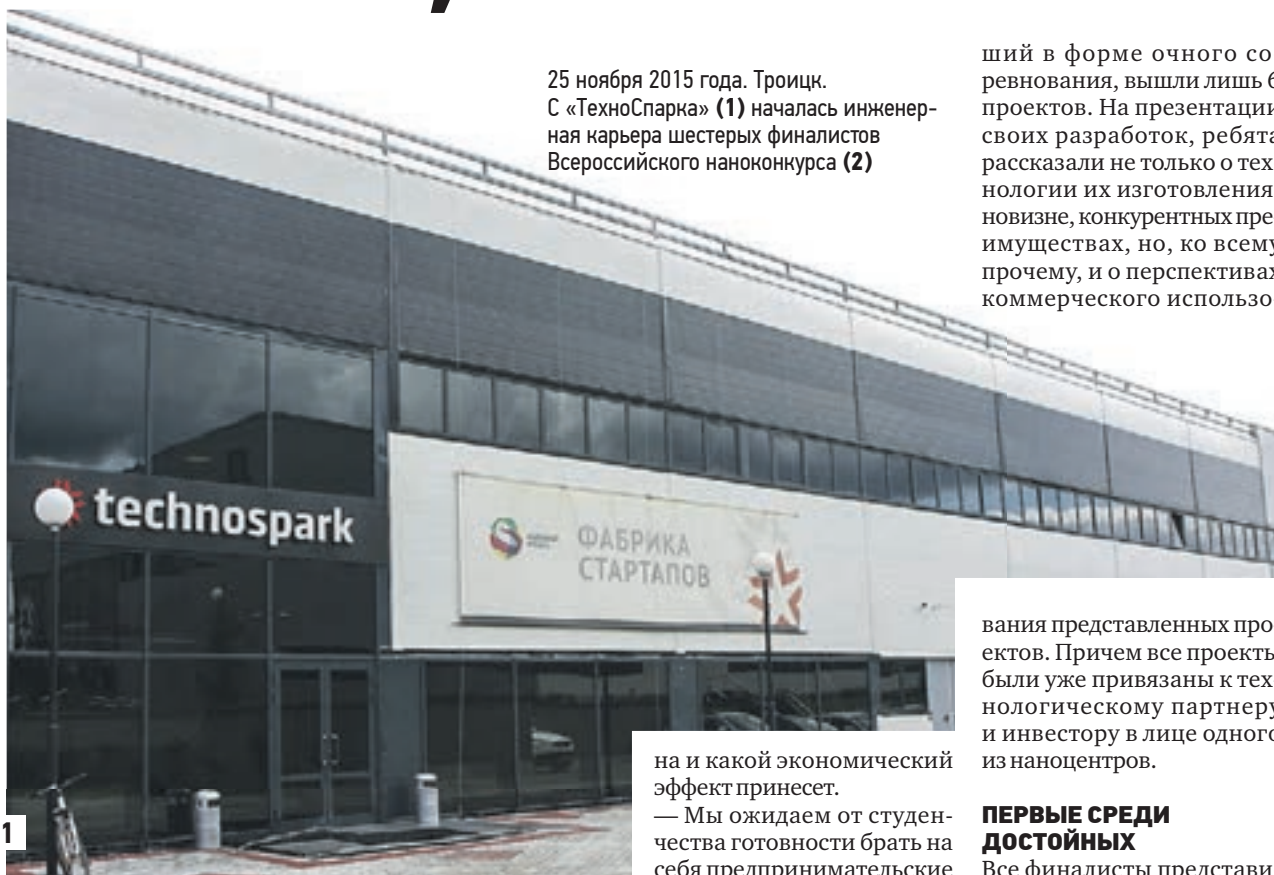 25 ноября 2015 года. Троицк.
С «ТехноСпарка» (1) началась инженер-
ная карьера шестерых финалистов
Всероссийского наноконкурса (2)
technospark
ФАБРИКА
СТАРТАПОВ
1
на и какой экономический
эффект принесет.
— Мы ожидаем от студен-
чества готовности брать на
себя предпринимательские
ший в форме очного со
ревнования, вышли лишь 6
проектов. На презентации
своих разработок, ребята
рассказали не только о тех
нологии их изготовления
новизне, конкурентных пре
имуществах, но, ко всему
прочему, и о перспективах
коммерческого использо
вания представленных про
ектов. Причем все проекты
были уже привязаны к тех
нологическому партнеру
и инвестору в лице одного
из наноцентров.
ПЕРВЫЕ СРЕДИ
ДОСТОЙНЫХ
Все финалисты представи